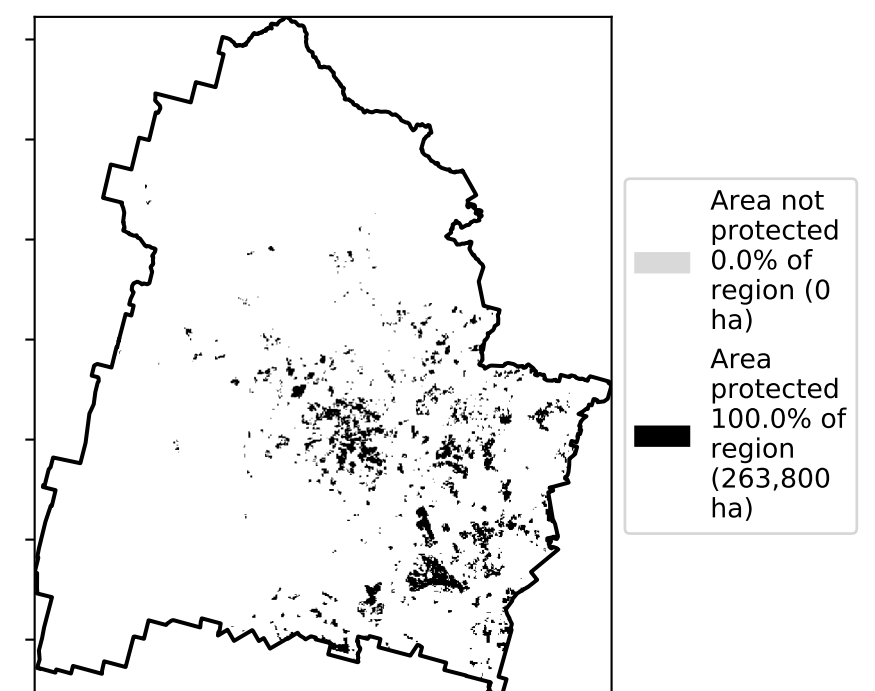 Area not
protected
0.0% of
region (0
ha)
Area
protected
100.0% of
region
(263,800
ha)